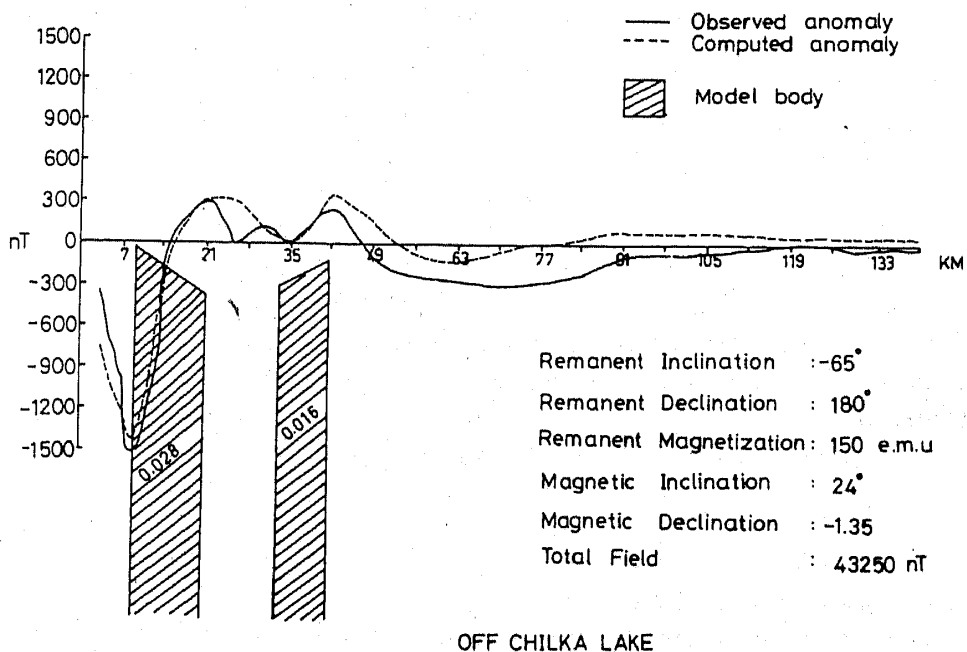 Observed anomaly
Computed anomaly
Model body
1500
1200
900
600
300
0
-300
-600
-900
-1200
-1500
nT
7 21 35 49 63 77 91 105 119 133 KM
0.028
0.016
Remanent Inclination :-65°
Remanent Declination : 180°
Remanent Magnetization: 150 e.m.u
Magnetic Inclination : 24°
Magnetic Declination :-1.35
Total Field : 43250 nT
OFF CHILKA LAKE